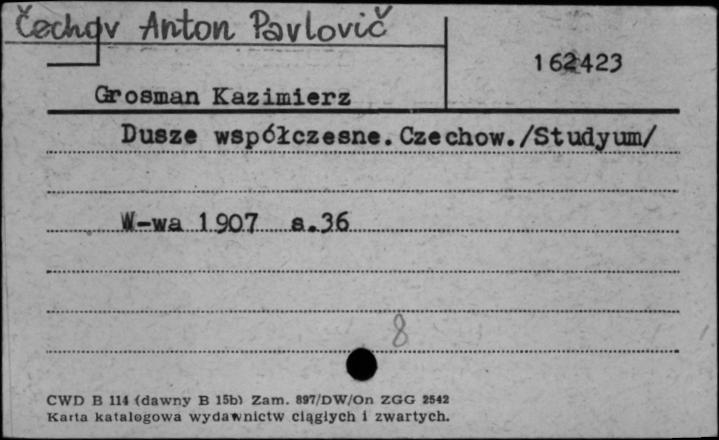 Čechov Anton Pavlovič
162423
Grosman Kazimierz
Dusze współczesne. Czechow./Studyum/
W-wa 1907 s.36
8
CWD B 114 (dawny B 15b) Zam. 897/DW/On ZGG 2542
Karta katalogowa wydawnictw ciągłych i zwartych.